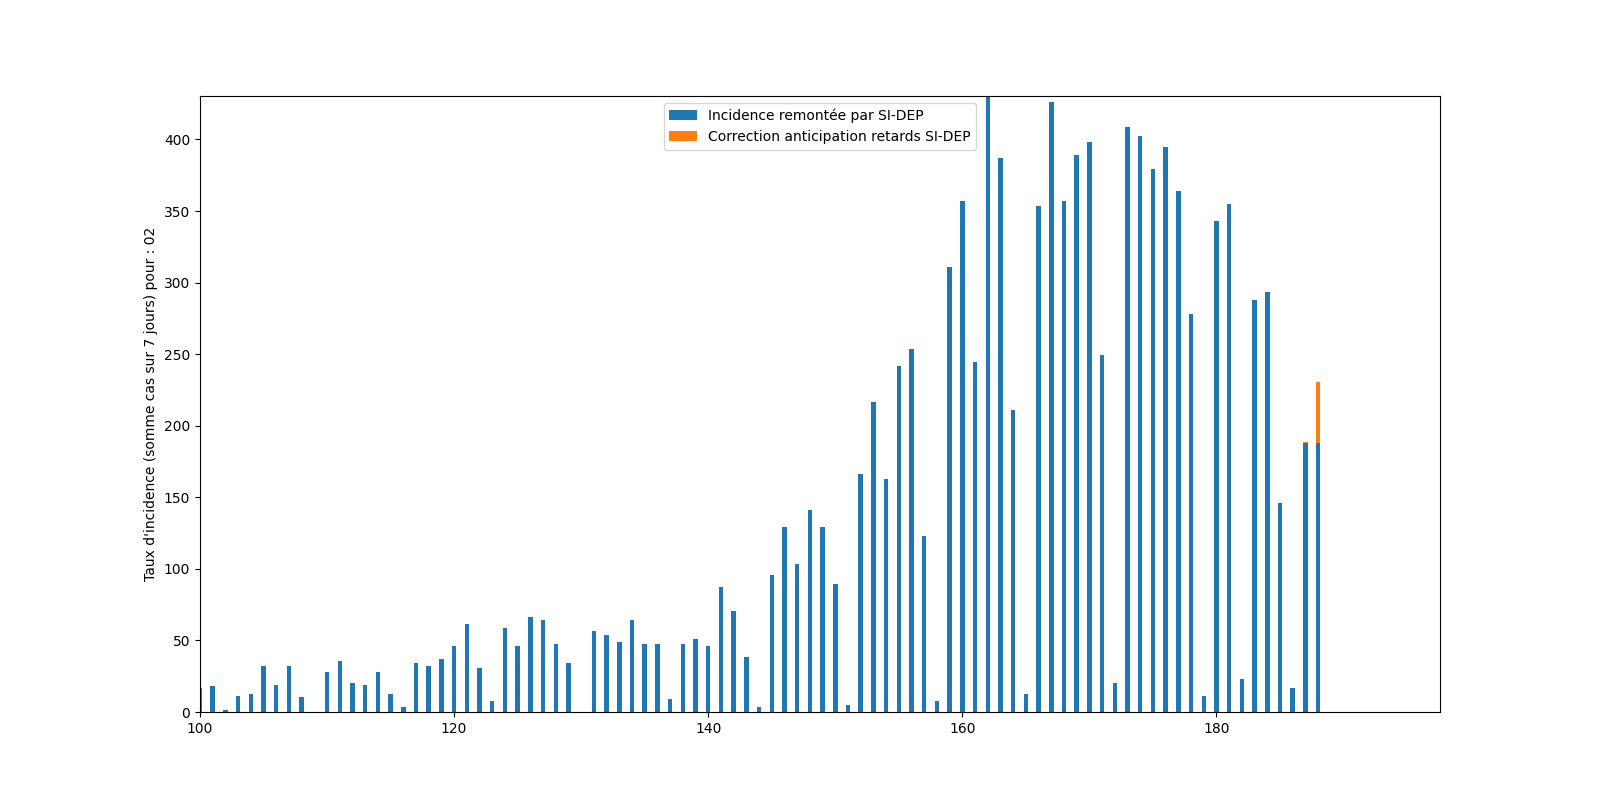 Incidence remontée par SI-DEP
Correction anticipation retards SI-DEP
Taux d'incidence (somme cas sur 7 jours) pour : 02
400
350
300
250
200
150
100
50
0
100 120 140 160 180